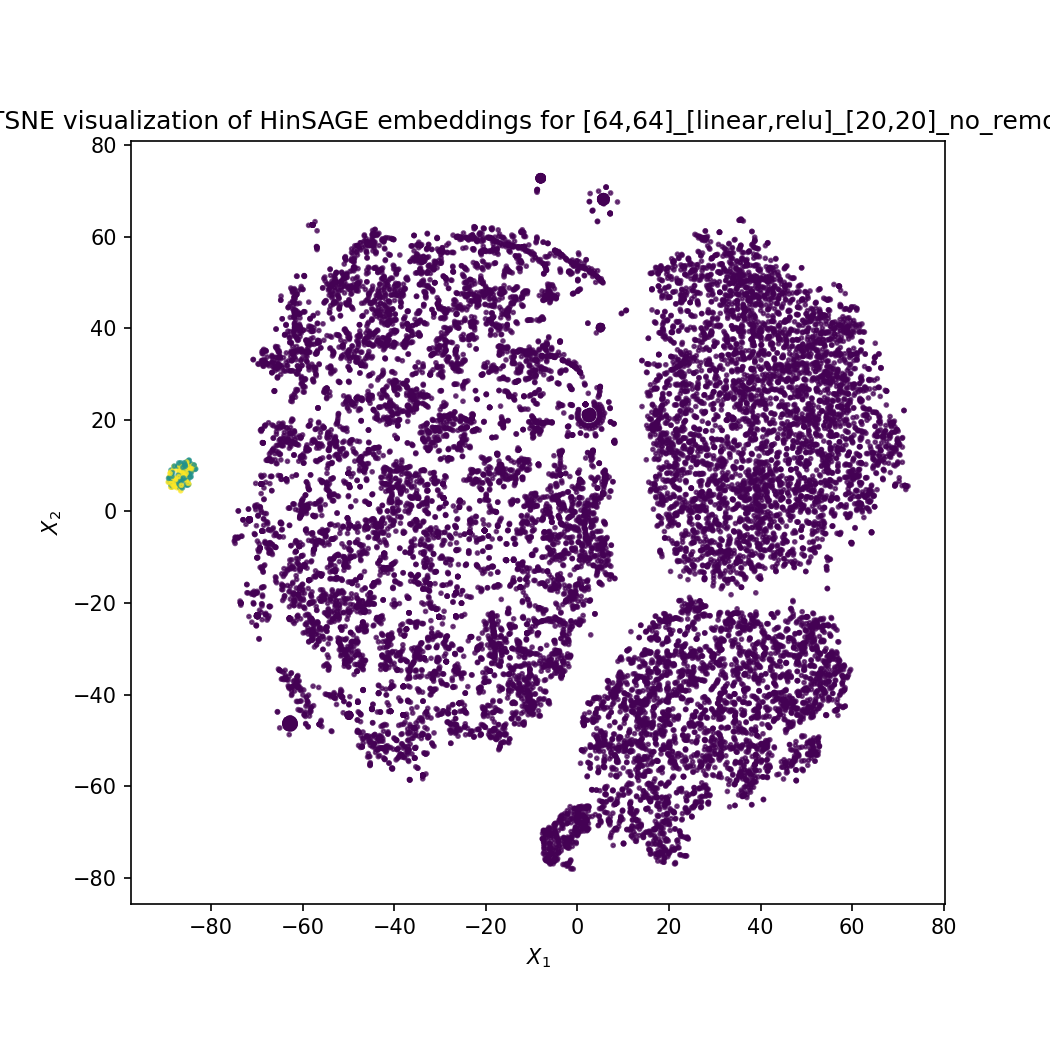 TSNE visualization of HinSAGE embeddings for [64,64]_[linear,relu]_[20,20]_no_remo
80
60
40
20
0
−20
−40
−60
−80
X₂
−80 −60 −40 −20 0 20 40 60 80
X₁